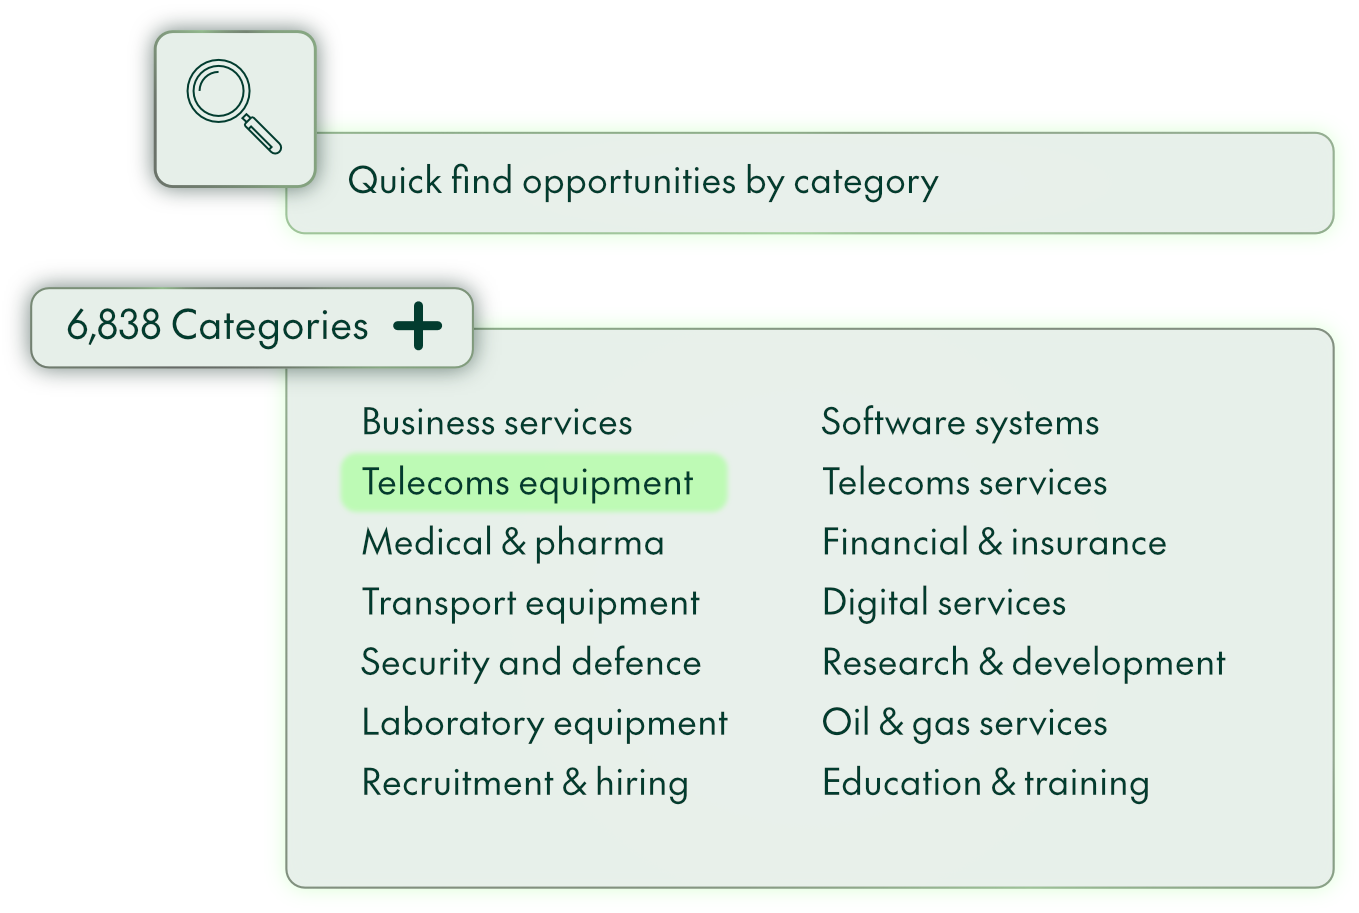 Quick find opportunities by category
6,838 Categories
Business services
Telecoms equipment
Medical & pharma
Transport equipment
Security and defence
Laboratory equipment
Recruitment & hiring
Software systems
Telecoms services
Financial & insurance
Digital services
Research & development
Oil & gas services
Education & training